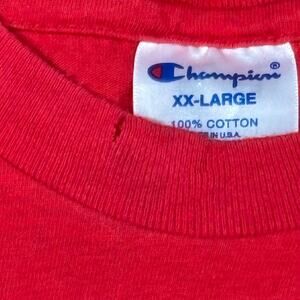 Champion
XX-LARGE
100% COTTON
IN U.S.A.